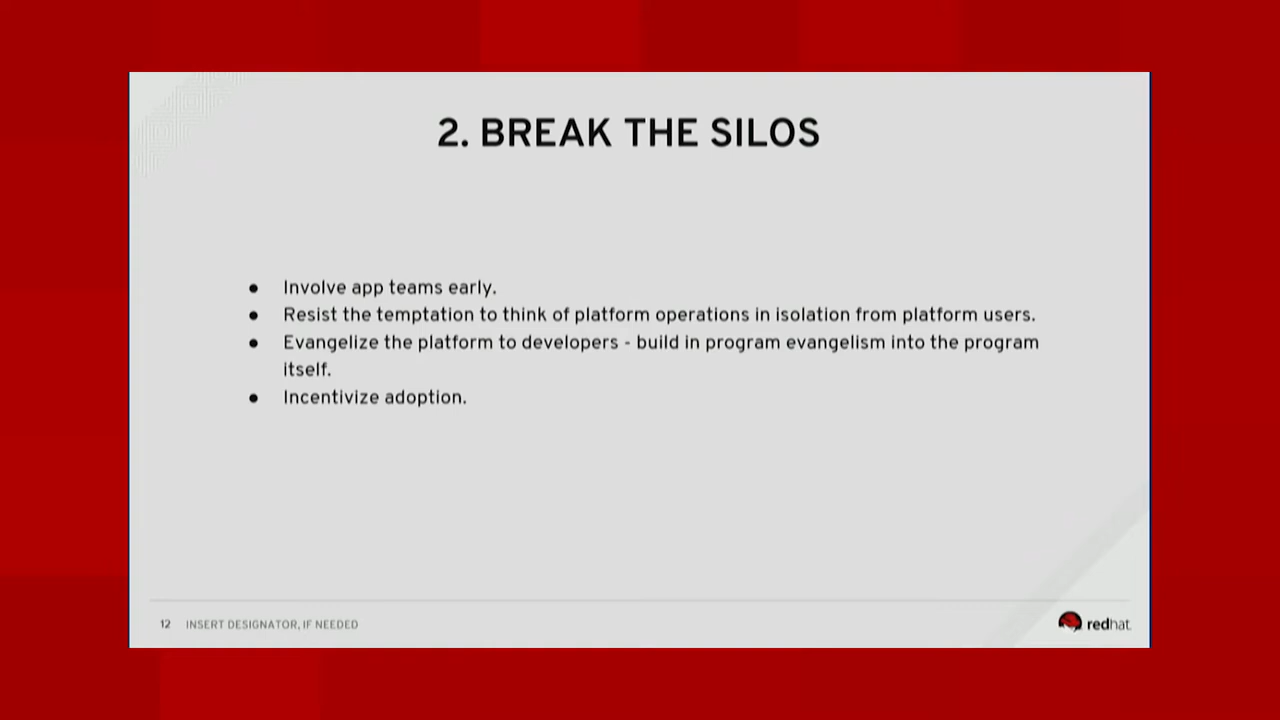 2. BREAK THE SILOS
● Involve app teams early.
● Resist the temptation to think of platform operations in isolation from platform users.
● Evangelize the platform to developers - build in program evangelism into the program
itself.
● Incentivize adoption.
12 INSERT DESIGNATOR, IF NEEDED
redhat.